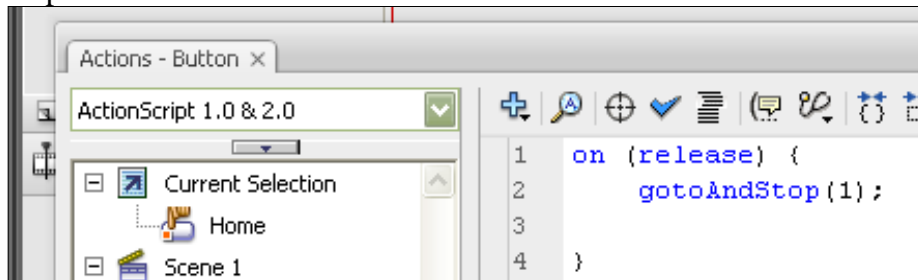 Actions - Button
ActionScript 1.0 & 2.0
Current Selection
Home
Scene 1
1 on (release) {
2 gotoAndStop(1);
3
4 }